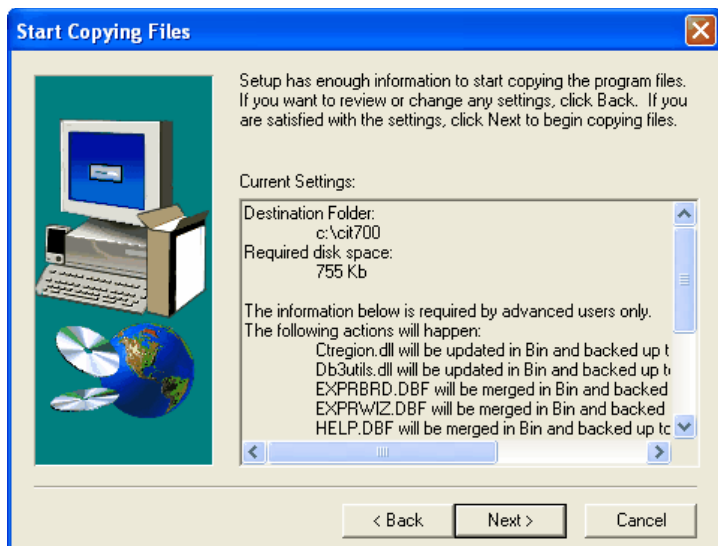 Start Copying Files
Setup has enough information to start copying the program files.
If you want to review or change any settings, click Back. If you
are satisfied with the settings, click Next to begin copying files.
Current Settings:
Destination Folder:
c:\cit700
Required disk space:
755 Kb
The information below is required by advanced users only.
The following actions will happen:
Ctregion.dll will be updated in Bin and backed up t
Db3utils.dll will be updated in Bin and backed up to
EXPRBRD.DBF will be merged in Bin and backed
EXPRWIZ.DBF will be merged in Bin and backed
HELP.DBF will be merged in Bin and backed up to
< Back
Next >
Cancel